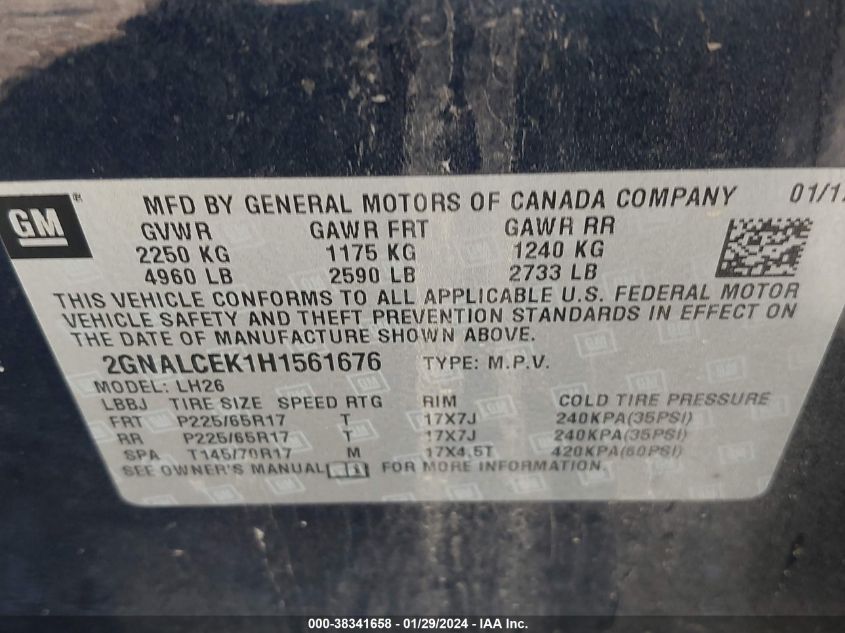 GM ®
MFD BY GENERAL MOTORS OF CANADA COMPANY 01/1
GVWR GAWR FRT GAWR RR
2250 KG 1175 KG 1240 KG
4960 LB 2590 LB 2733 LB
THIS VEHICLE CONFORMS TO ALL APPLICABLE U.S. FEDERAL MOTOR
VEHICLE SAFETY AND THEFT PREVENTION STANDARDS IN EFFECT ON
THE DATE OF MANUFACTURE SHOWN ABOVE.
2GNALCEK1H1561676 TYPE: M.P.V.
MODEL: LH26
LBBJ TIRE SIZE SPEED RTG RIM COLD TIRE PRESSURE
FRT P225/65R17 T 17X7J 240KPA(35PSI)
RR P225/65R17 T 17X7J 240KPA(35PSI)
SPA T145/70R17 M 17X4.5T 420KPA(60PSI)
SEE OWNER'S MANUAL FOR MORE INFORMATION.
000-38341658 - 01/29/2024 - IAAI, Inc.